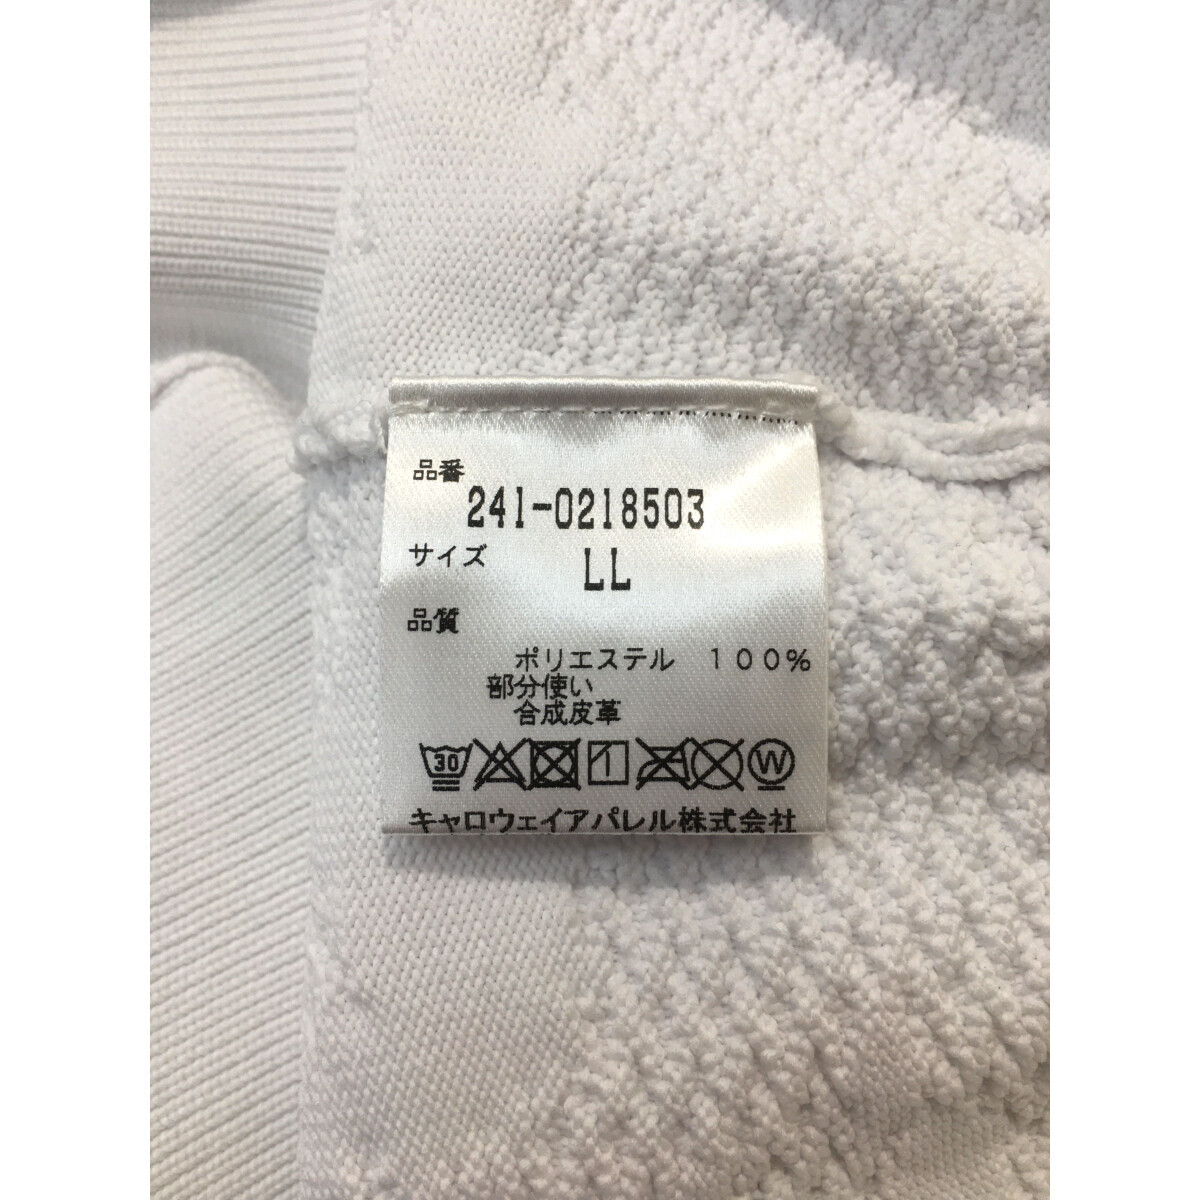 品番
241-0218503
サイズ LL
品質
ポリエステル 100%
部分使い
合成皮革
30 1 W
キャロウェイアパレル株式会社